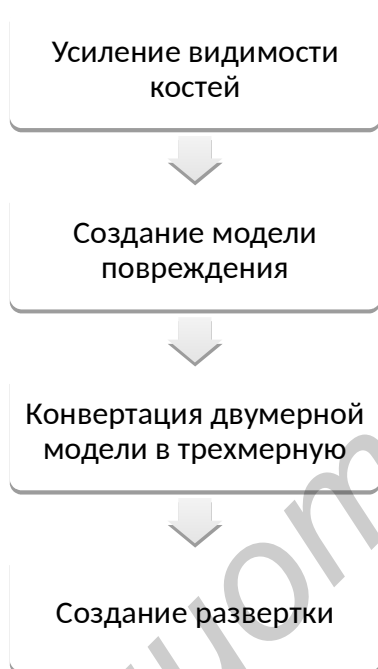 Усиление видимости
костей
Создание модели
повреждения
Конвертация двумерной
модели в трехмерную
Создание развертки